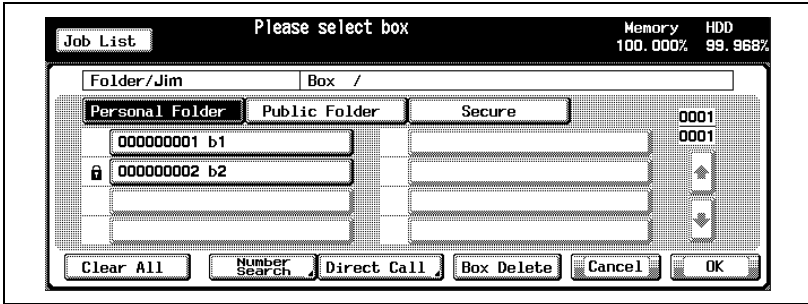 Please select box
Job List
Memory HDD
100.000% 99.968%
Folder/Jim Box /
Personal Folder Public Folder Secure
0001
0001
000000001 b1
000000002 b2
Clear All Number Search Direct Call Box Delete Cancel OK